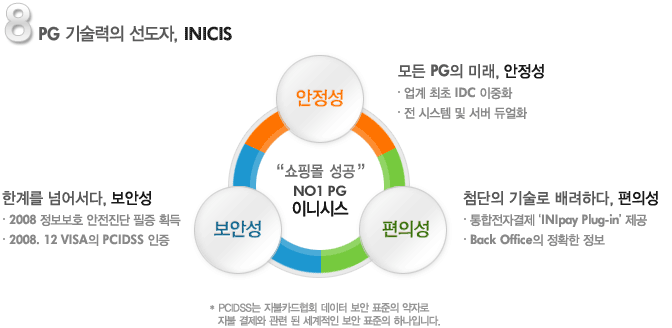 8 PG 기술력의 선도자, INICIS
모든 PG의 미래, 안정성
· 업계 최초 IDC 이중화
· 전 시스템 및 서버 듀얼화
안정성
“쇼핑몰 성공”
NO1 PG
이니시스
한계를 넘어서다, 보안성
· 2008 정보보호 안전진단 필증 획득
· 2008. 12 VISA의 PCIDSS 인증
보안성
편의성
첨단의 기술로 배려하다, 편의성
· 통합전자결제 'INIpay Plug-in' 제공
· Back Office의 정확한 정보
* PCIDSS는 지불카드협회 데이터 보안 표준의 약자로
지불 결제와 관련 된 세계적인 보안 표준의 하나입니다.